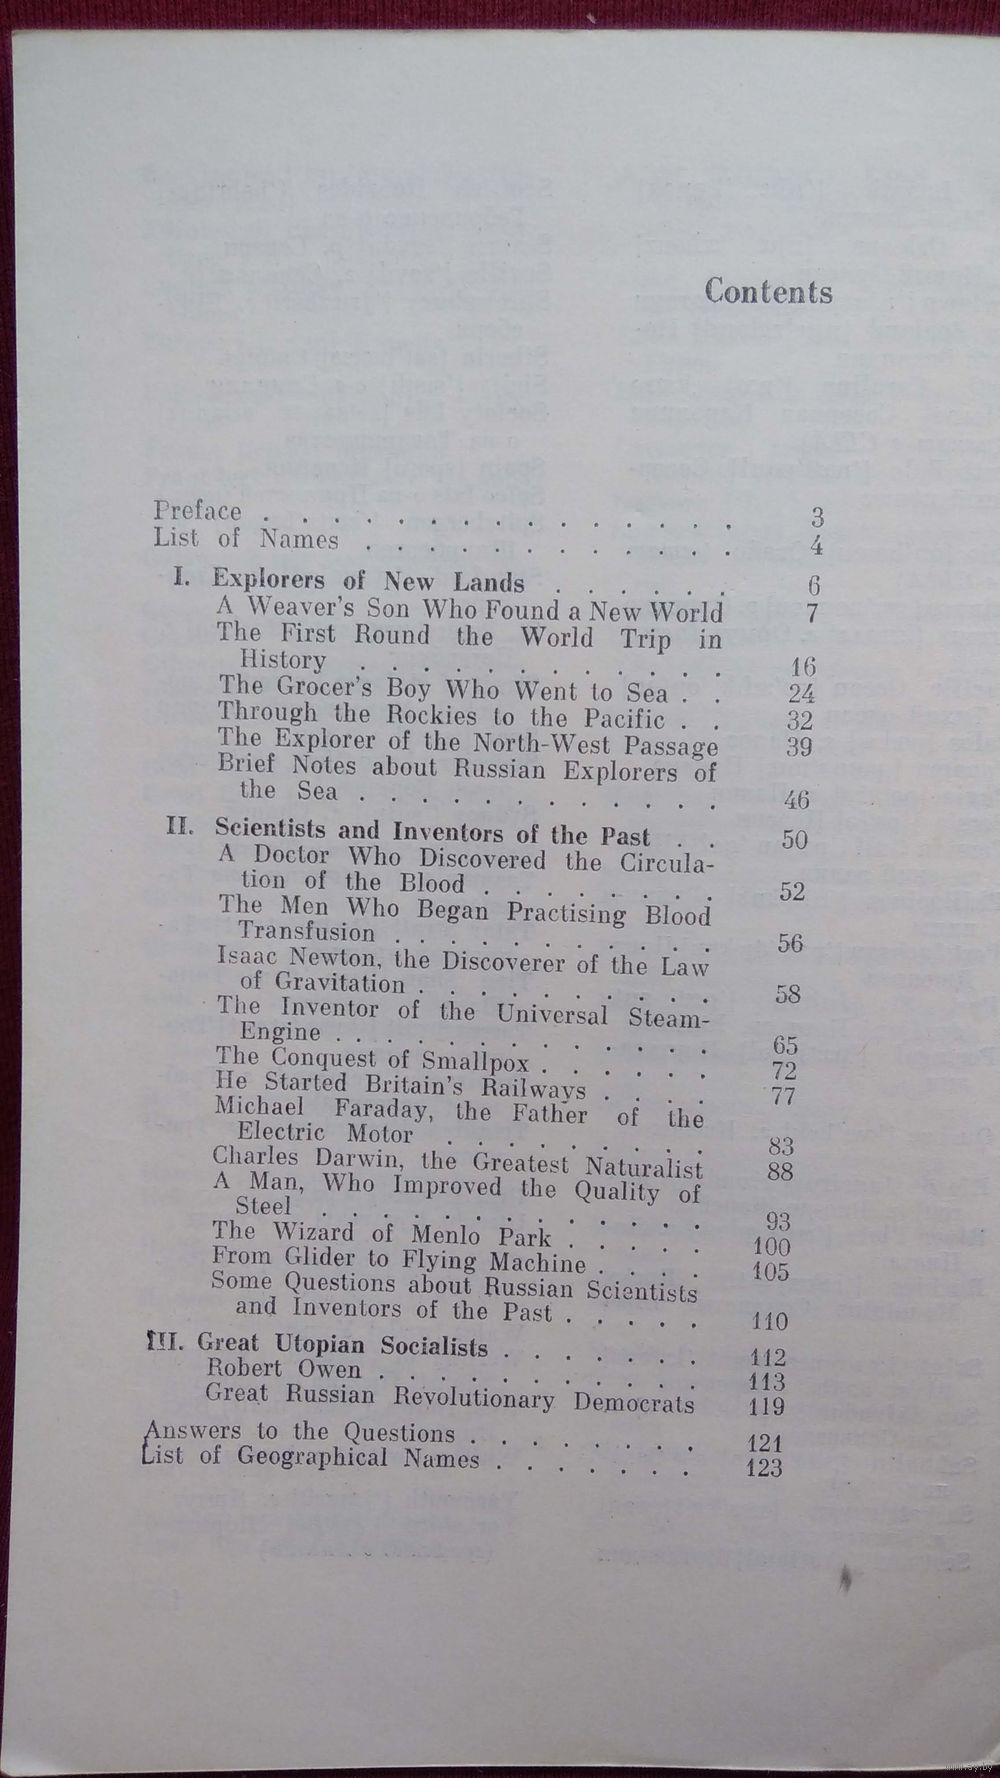 Contents
Preface . . . . . . . . . . . . . . 3
List of Names . . . . . . . . . . . . 4
I. Explorers of New Lands . . . . . . 6
A Weaver's Son Who Found a New World 7
The First Round the World Trip in
History . . . . . . . . . . . . 16
The Grocer's Boy Who Went to Sea . . 24
Through the Rockies to the Pacific . . 32
The Explorer of the North-West Passage 39
Brief Notes about Russian Explorers of
the Sea . . . . . . . . . . . . 46
II. Scientists and Inventors of the Past . . 50
A Doctor Who Discovered the Circula-
tion of the Blood . . . . . . . . 52
The Men Who Began Practising Blood
Transfusion . . . . . . . . . . 56
Isaac Newton, the Discoverer of the Law
of Gravitation . . . . . . . . . 58
The Inventor of the Universal Steam-
Engine . . . . . . . . . . . . 65
The Conquest of Smallpox . . . . . . 72
He Started Britain's Railways . . . . 77
Michael Faraday, the Father of the
Electric Motor . . . . . . . . . 83
Charles Darwin, the Greatest Naturalist 88
A Man, Who Improved the Quality of
Steel . . . . . . . . . . . . . 93
The Wizard of Menlo Park . . . . . 100
From Glider to Flying Machine . . . . 105
Some Questions about Russian Scientists
and Inventors of the Past . . . . . 110
III. Great Utopian Socialists . . . . . . . 112
Robert Owen . . . . . . . . . . . 113
Great Russian Revolutionary Democrats 119
Answers to the Questions . . . . . . . . 121
List of Geographical Names . . . . . . . 123